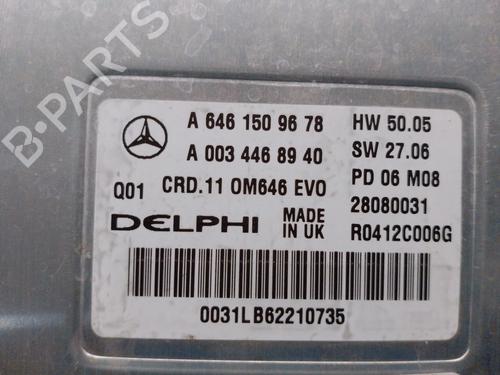 B-PARTS
A 646 150 96 78 HW 50.05
A 003 446 89 40 SW 27.06
Q01 CRD.11 OM646 EVO PD 06 M08
DELPHI MADE IN UK 28080031
R0412C006G
0031LB62210735